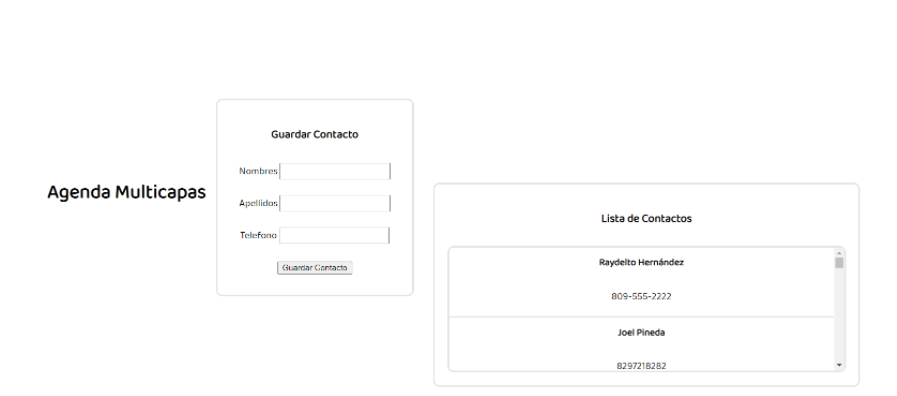 Agenda Multicapas
Guardar Contacto
Nombres
Apellidos
Telefono
Guardar Contacto
Lista de Contactos
Raydelto Hernández
809-555-2222
Joel Pineda
8297218282